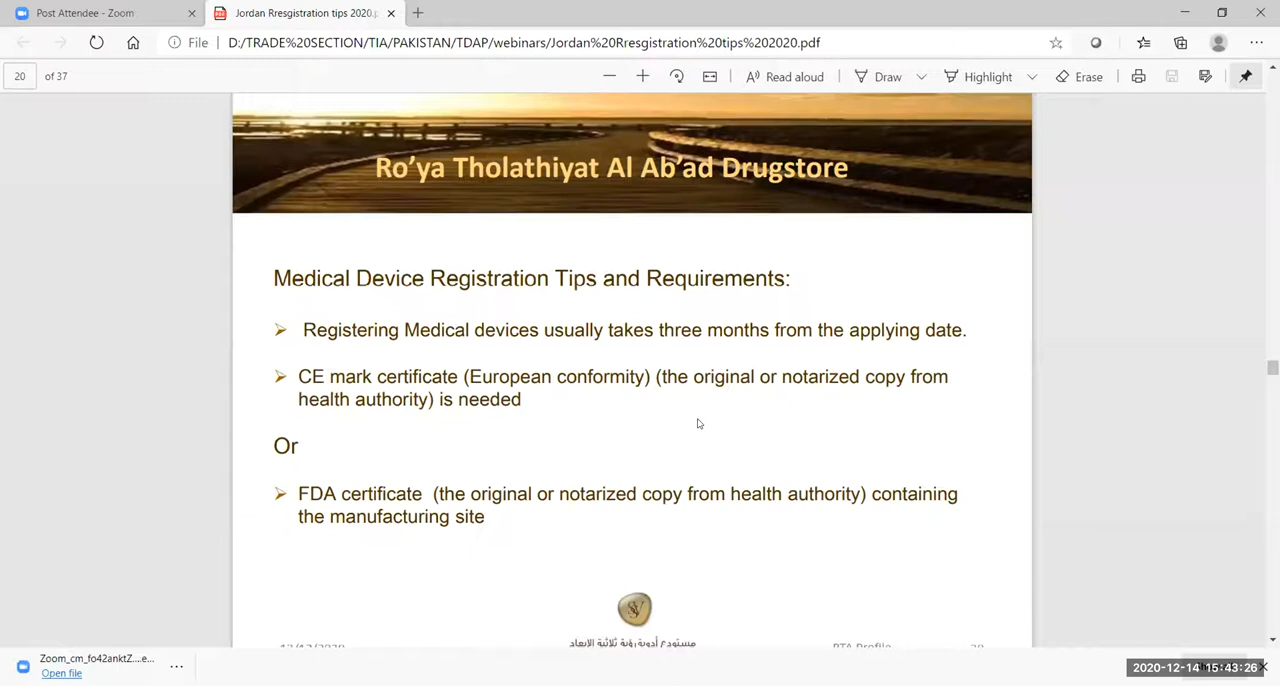 Post Attendee - Zoom
Jordan Rresgistration tips 2020.p
File
D:/TRADE%20SECTION/TIA/PAKISTAN/TDAP/webinars/Jordan%20Rresgistration%20tips%202020.pdf
20 of 37
Read aloud
Draw
Highlight
Erase
Ro'ya Tholathiyat Al Ab'ad Drugstore
Medical Device Registration Tips and Requirements:
Registering Medical devices usually takes three months from the applying date.
CE mark certificate (European conformity) (the original or notarized copy from
health authority) is needed
Or
FDA certificate (the original or notarized copy from health authority) containing
the manufacturing site
مستودع أدوية رؤية ثلاثية الابعاد
Zoom_cm_fo42anktZ....e...
Open file
2020-12-14 15:43:26